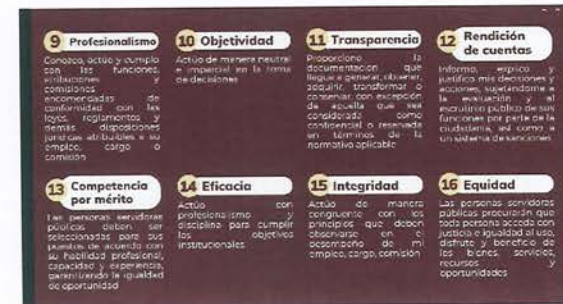 9 Profesionalismo
Conozco, actúo y cumplo
con las funciones,
atribuciones y
comisiones
encomendadas de
conformidad con las
leyes, reglamentos y
demás disposiciones
jurídicas atribuibles a su
empleo, cargo o
comisión
10 Objetividad
Actúo de manera neutral
e imparcial en la toma
de decisiones
11 Transparencia
Proporciono la
documentación que
llegue a generar, obtener,
adquirir, transformar o
conservar, con excepción
de aquella que sea
considerada como
confidencial o reservada
en términos de la
normativa aplicable
12 Rendición
de cuentas
Informo, explico y
justifico mis decisiones y
acciones, sujetándome a
la evaluación y al
escrutinio público de sus
funciones por parte de la
ciudadanía, así como a
un sistema de sanciones
13 Competencia
por mérito
Las personas servidoras
públicas deben ser
seleccionadas para sus
puestos de acuerdo con
su habilidad profesional,
capacidad y experiencia,
garantizando la igualdad
de oportunidad
14 Eficacia
Actúo con
profesionalismo y
disciplina para cumplir
los objetivos
institucionales
15 Integridad
Actúo de manera
congruente con los
principios que deben
observarse en el
desempeño de mi
empleo, cargo, comisión
16 Equidad
Las personas servidoras
públicas procurarán que
toda persona acceda con
justicia e igualdad al uso,
disfrute y beneficio de
los bienes, servicios,
recursos y
oportunidades